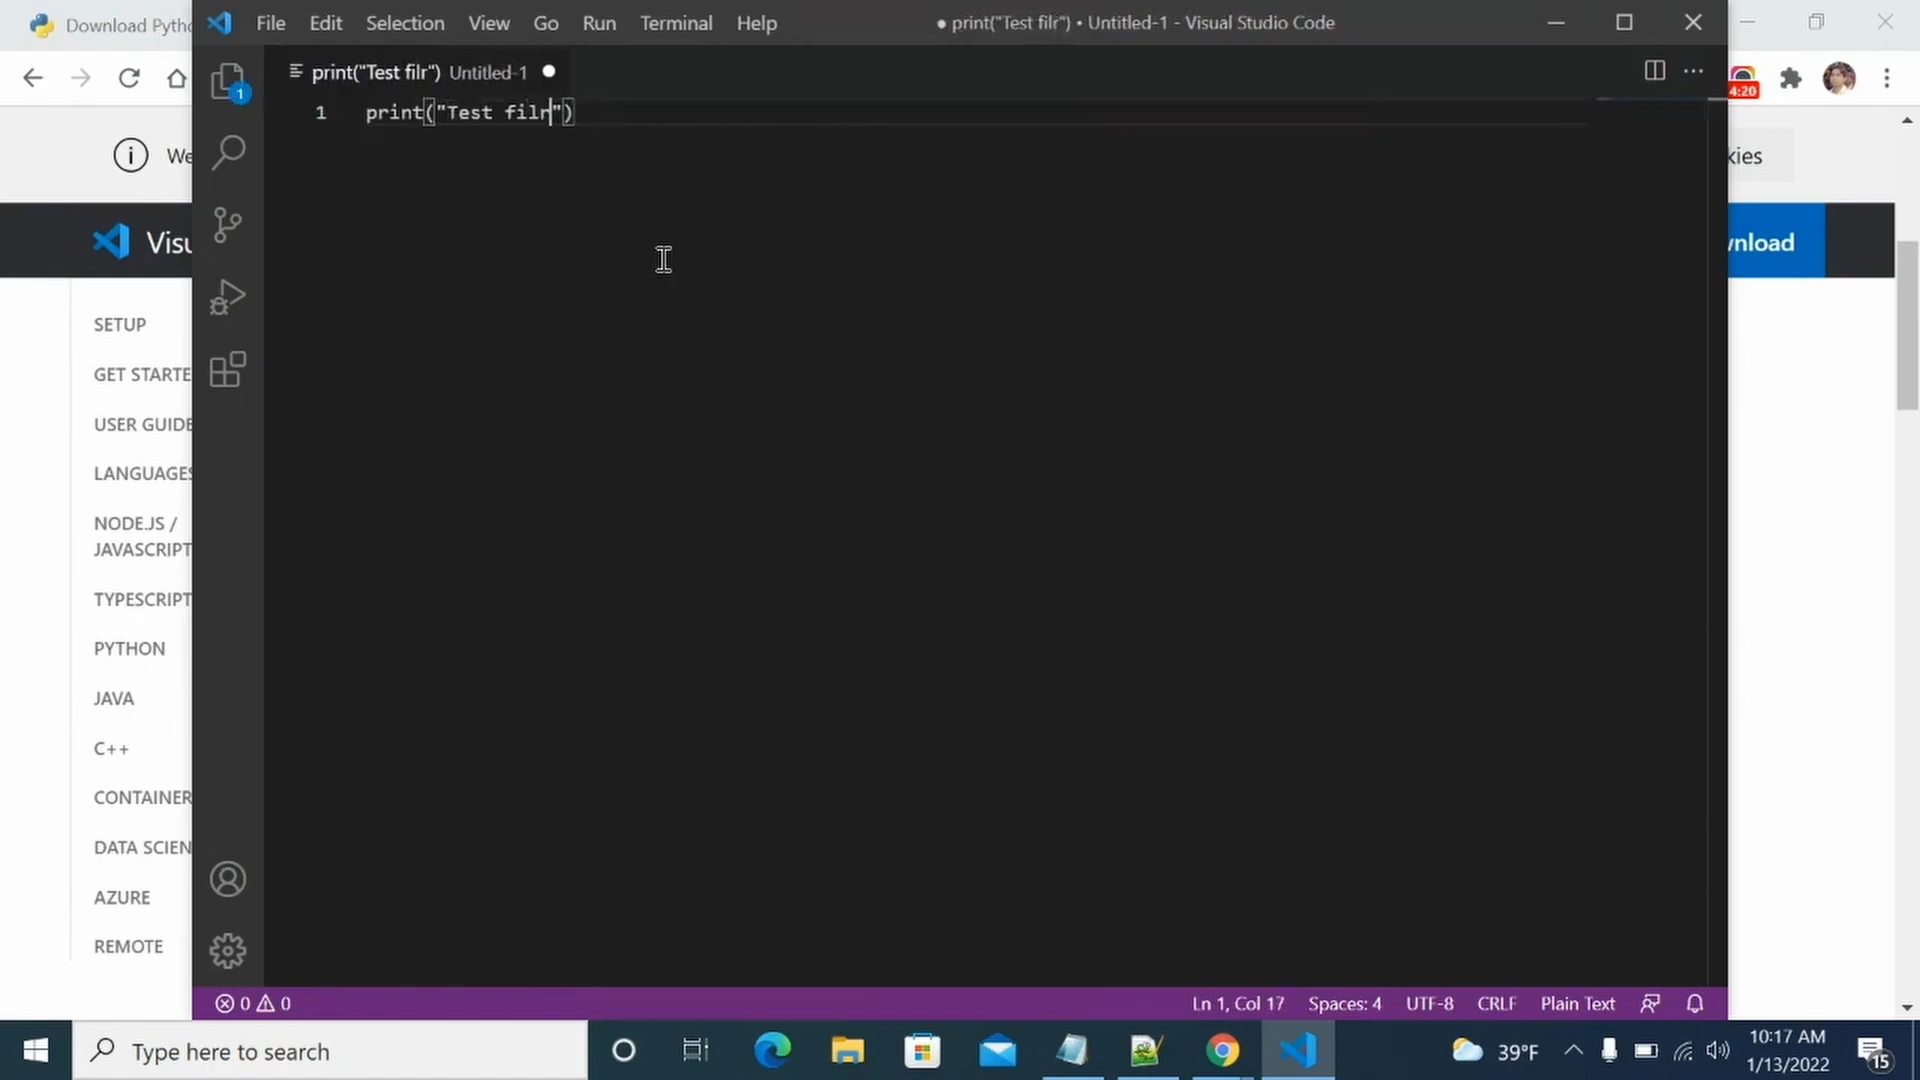 Download Pytho
File Edit Selection View Go Run Terminal Help
● print("Test filr") • Untitled-1 - Visual Studio Code
print("Test filr") Untitled-1
1
4:20
1 print("Test filr")
We
kies
Visu
wnload
SETUP
GET STARTE
USER GUIDE
LANGUAGES
NODE.JS /
JAVASCRIPT
TYPESCRIPT
PYTHON
JAVA
C++
CONTAINER
DATA SCIEN
AZURE
REMOTE
0 0
Ln 1, Col 17 Spaces: 4 UTF-8 CRLF Plain Text
Type here to search
39°F
10:17 AM
1/13/2022
15